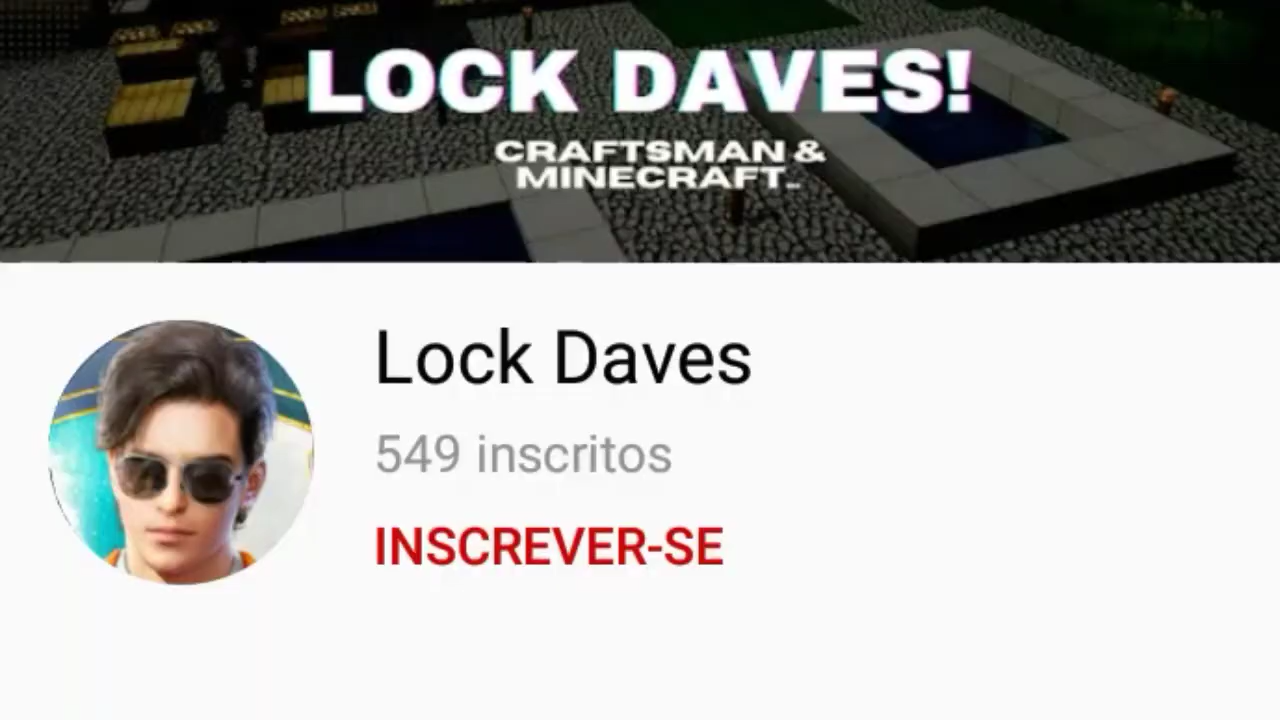 LOCK DAVES!
CRAFTSMAN &
MINECRAFT..
Lock Daves
549 inscritos
INSCREVER-SE